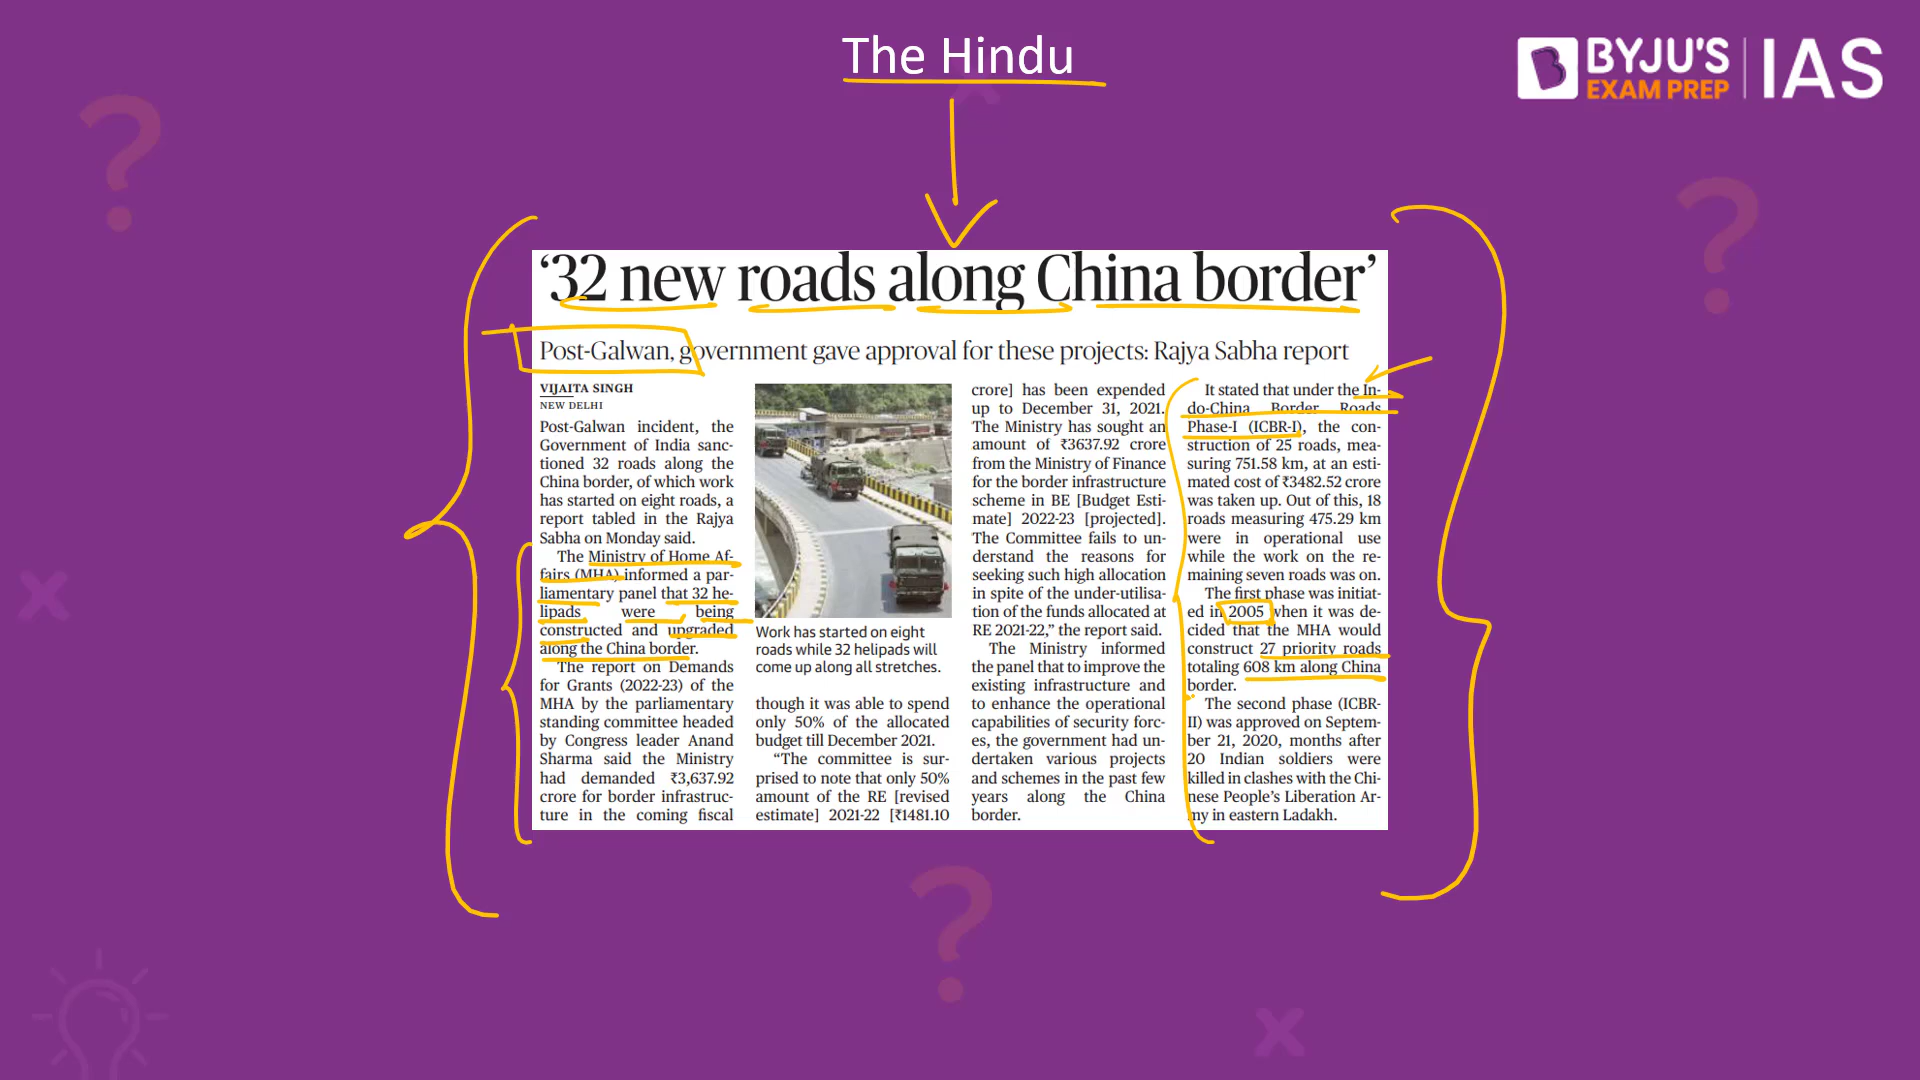 The Hindu
BYJU'S
EXAM PREP
IAS
‘32 new roads along China border’
Post-Galwan, government gave approval for these projects: Rajya Sabha report
VIJAITA SINGH
NEW DELHI
Post-Galwan incident, the
Government of India sanc-
tioned 32 roads along the
China border, of which work
has started on eight roads, a
report tabled in the Rajya
Sabha on Monday said.
The Ministry of Home Af-
fairs (MHA) informed a par-
liamentary panel that 32 he-
lipads were being
constructed and upgraded
along the China border.
The report on Demands
for Grants (2022-23) of the
MHA by the parliamentary
standing committee headed
by Congress leader Anand
Sharma said the Ministry
had demanded ₹3,637.92
crore for border infrastruc-
ture in the coming fiscal
Work has started on eight
roads while 32 helipads will
come up along all stretches.
though it was able to spend
only 50% of the allocated
budget till December 2021.
“The committee is sur-
prised to note that only 50%
amount of the RE [revised
estimate] 2021-22 [₹1481.10
crore] has been expended
up to December 31, 2021.
The Ministry has sought an
amount of ₹3637.92 crore
from the Ministry of Finance
for the border infrastructure
scheme in BE [Budget Esti-
mate] 2022-23 [projected].
The Committee fails to un-
derstand the reasons for
seeking such high allocation
in spite of the under-utilisa-
tion of the funds allocated at
RE 2021-22,” the report said.
The Ministry informed
the panel that to improve the
existing infrastructure and
to enhance the operational
capabilities of security forc-
es, the government had un-
dertaken various projects
and schemes in the past few
years along the China
border.
It stated that under the In-
do-China Border Roads
Phase-I (ICBR-I), the con-
struction of 25 roads, mea-
suring 751.58 km, at an esti-
mated cost of ₹3482.52 crore
was taken up. Out of this, 18
roads measuring 475.29 km
were in operational use
while the work on the re-
maining seven roads was on.
The first phase was initiat-
ed in 2005 when it was de-
cided that the MHA would
construct 27 priority roads
totaling 608 km along China
border.
The second phase (ICBR-
II) was approved on Septem-
ber 21, 2020, months after
20 Indian soldiers were
killed in clashes with the Chi-
nese People’s Liberation Ar-
my in eastern Ladakh.